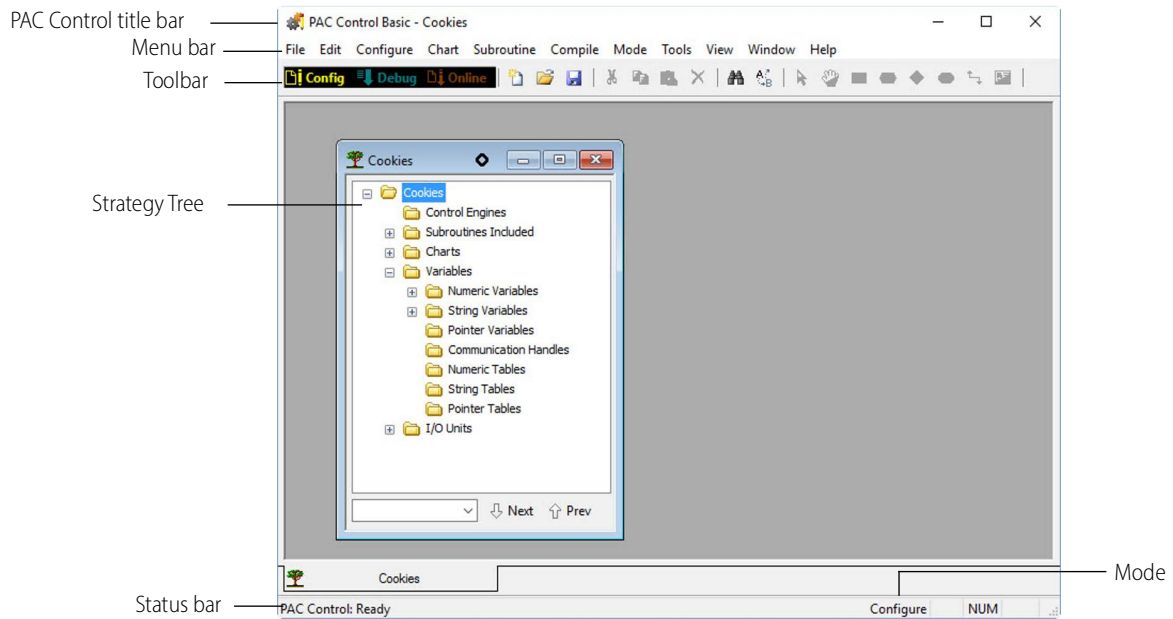 PAC Control title bar
PAC Control Basic - Cookies
Menu bar
File Edit Configure Chart Subroutine Compile Mode Tools View Window Help
Toolbar
Config Debug Online
Cookies
Strategy Tree
Cookies
Control Engines
Subroutines Included
Charts
Variables
Numeric Variables
String Variables
Pointer Variables
Communication Handles
Numeric Tables
String Tables
Pointer Tables
I/O Units
Next Prev
Cookies
Mode
Status bar
PAC Control: Ready Configure NUM